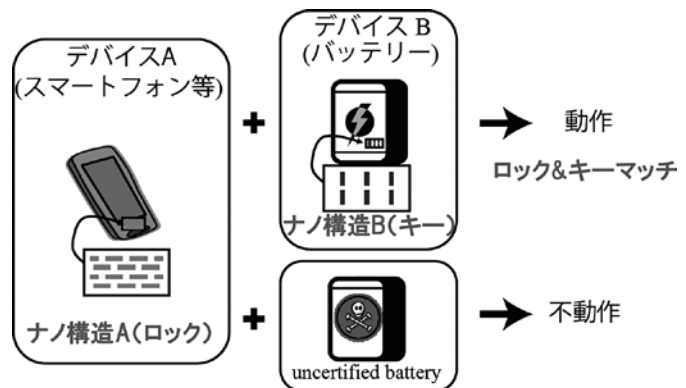 デバイスA
(スマートフォン等)
ナノ構造A(ロック)
+
デバイス B
(バッテリー)
ナノ構造B(キー)
動作
ロック&キーマッチ
+
uncertified battery
不動作